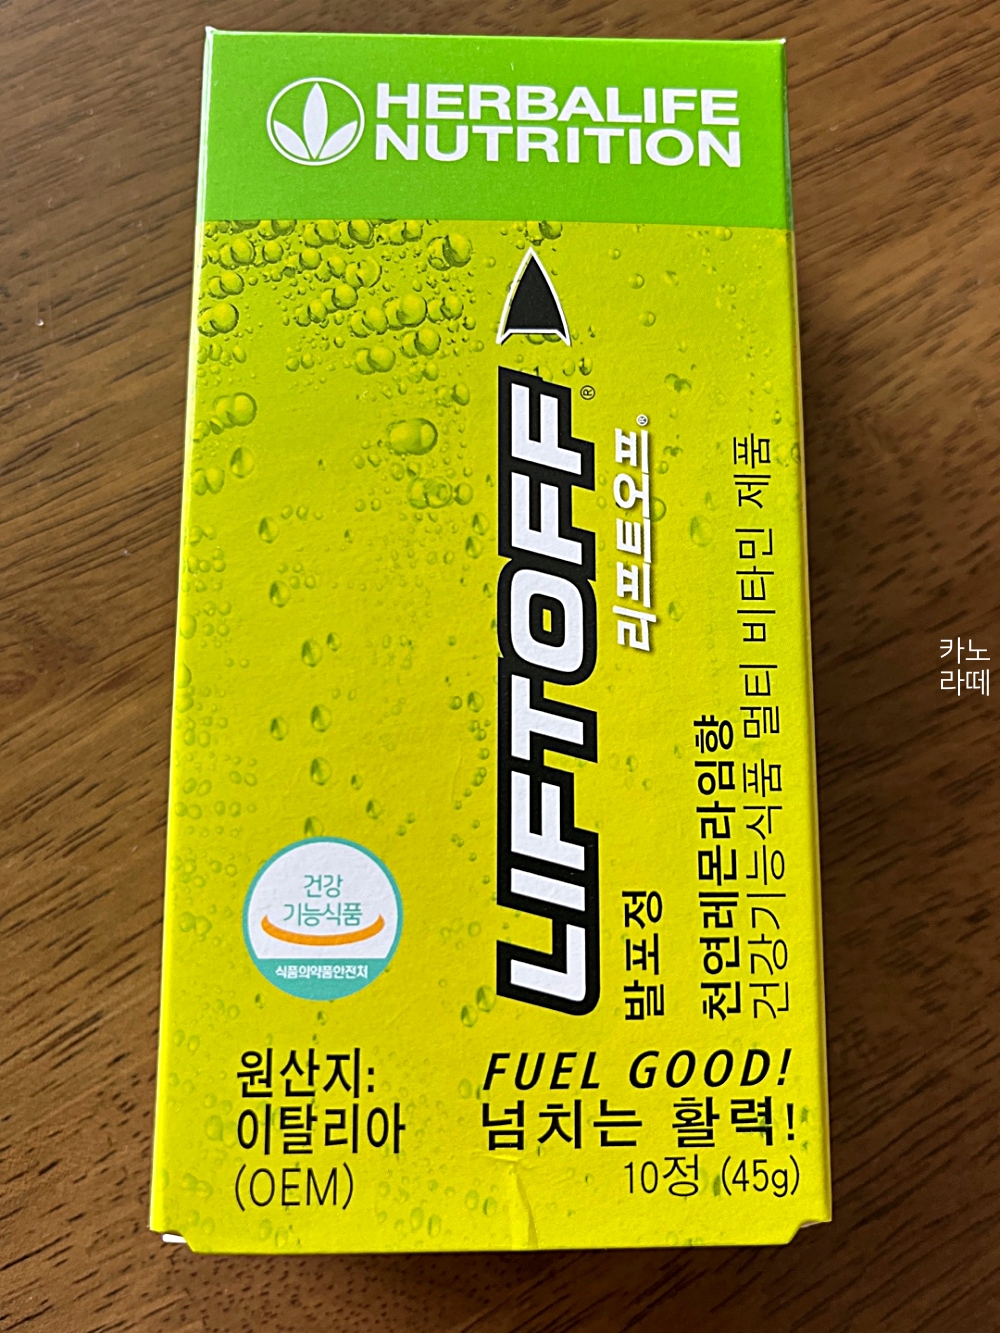 HERBALIFE
NUTRITION
LIFTOFF®
리프트오프®
발포정
천연레몬라임향
건강기능식품 멀티 비타민 제품
건강
기능식품
식품의약품안전처
원산지:
이탈리아
(OEM)
FUEL GOOD!
넘치는 활력!
10정 (45g)
카노
라떼